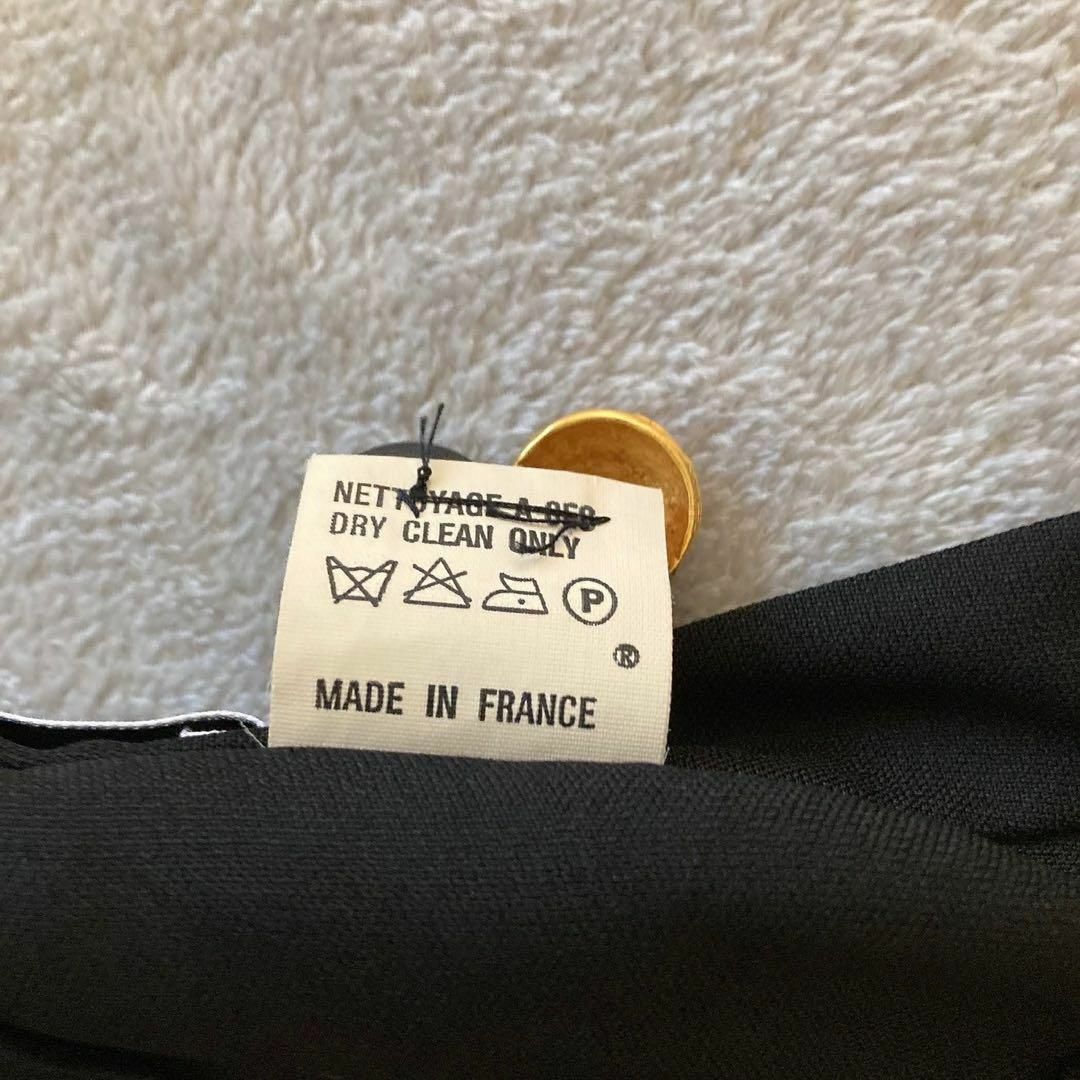 NETTOYAGE A SEC
DRY CLEAN ONLY
P
®
MADE IN FRANCE